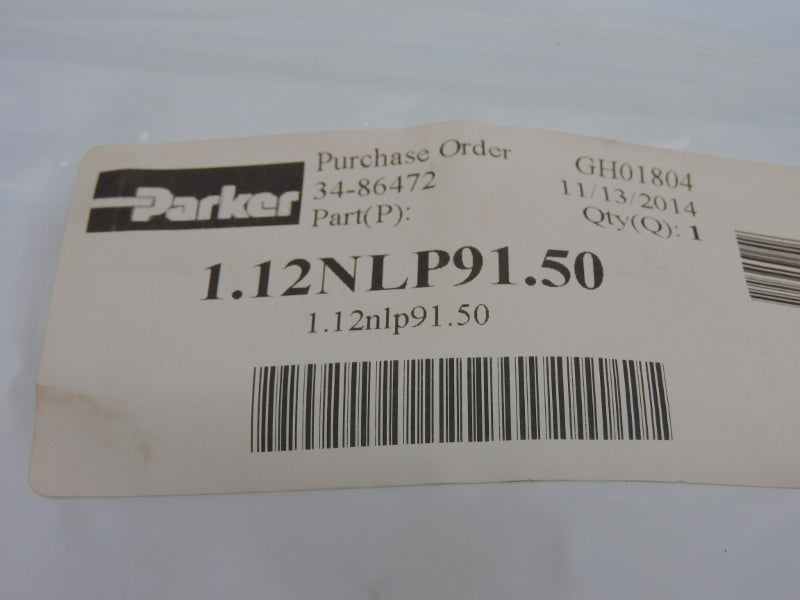 Parker
Purchase Order
34-86472
Part(P):
GH01804
11/13/2014
Qty(Q): 1
1.12NLP91.50
1.12nlp91.50